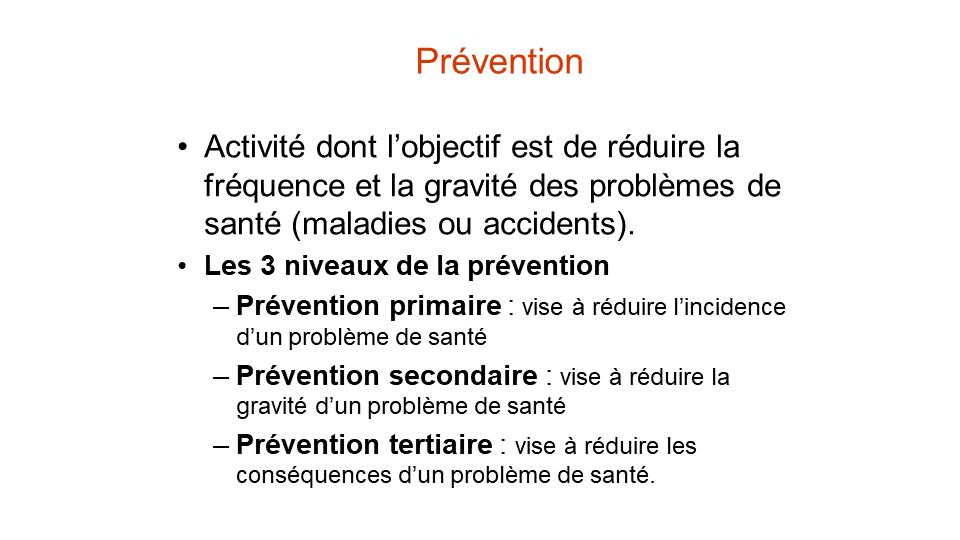 Prévention
• Activité dont l’objectif est de réduire la
fréquence et la gravité des problèmes de
santé (maladies ou accidents).
• Les 3 niveaux de la prévention
– Prévention primaire : vise à réduire l’incidence
d’un problème de santé
– Prévention secondaire : vise à réduire la
gravité d’un problème de santé
– Prévention tertiaire : vise à réduire les
conséquences d’un problème de santé.